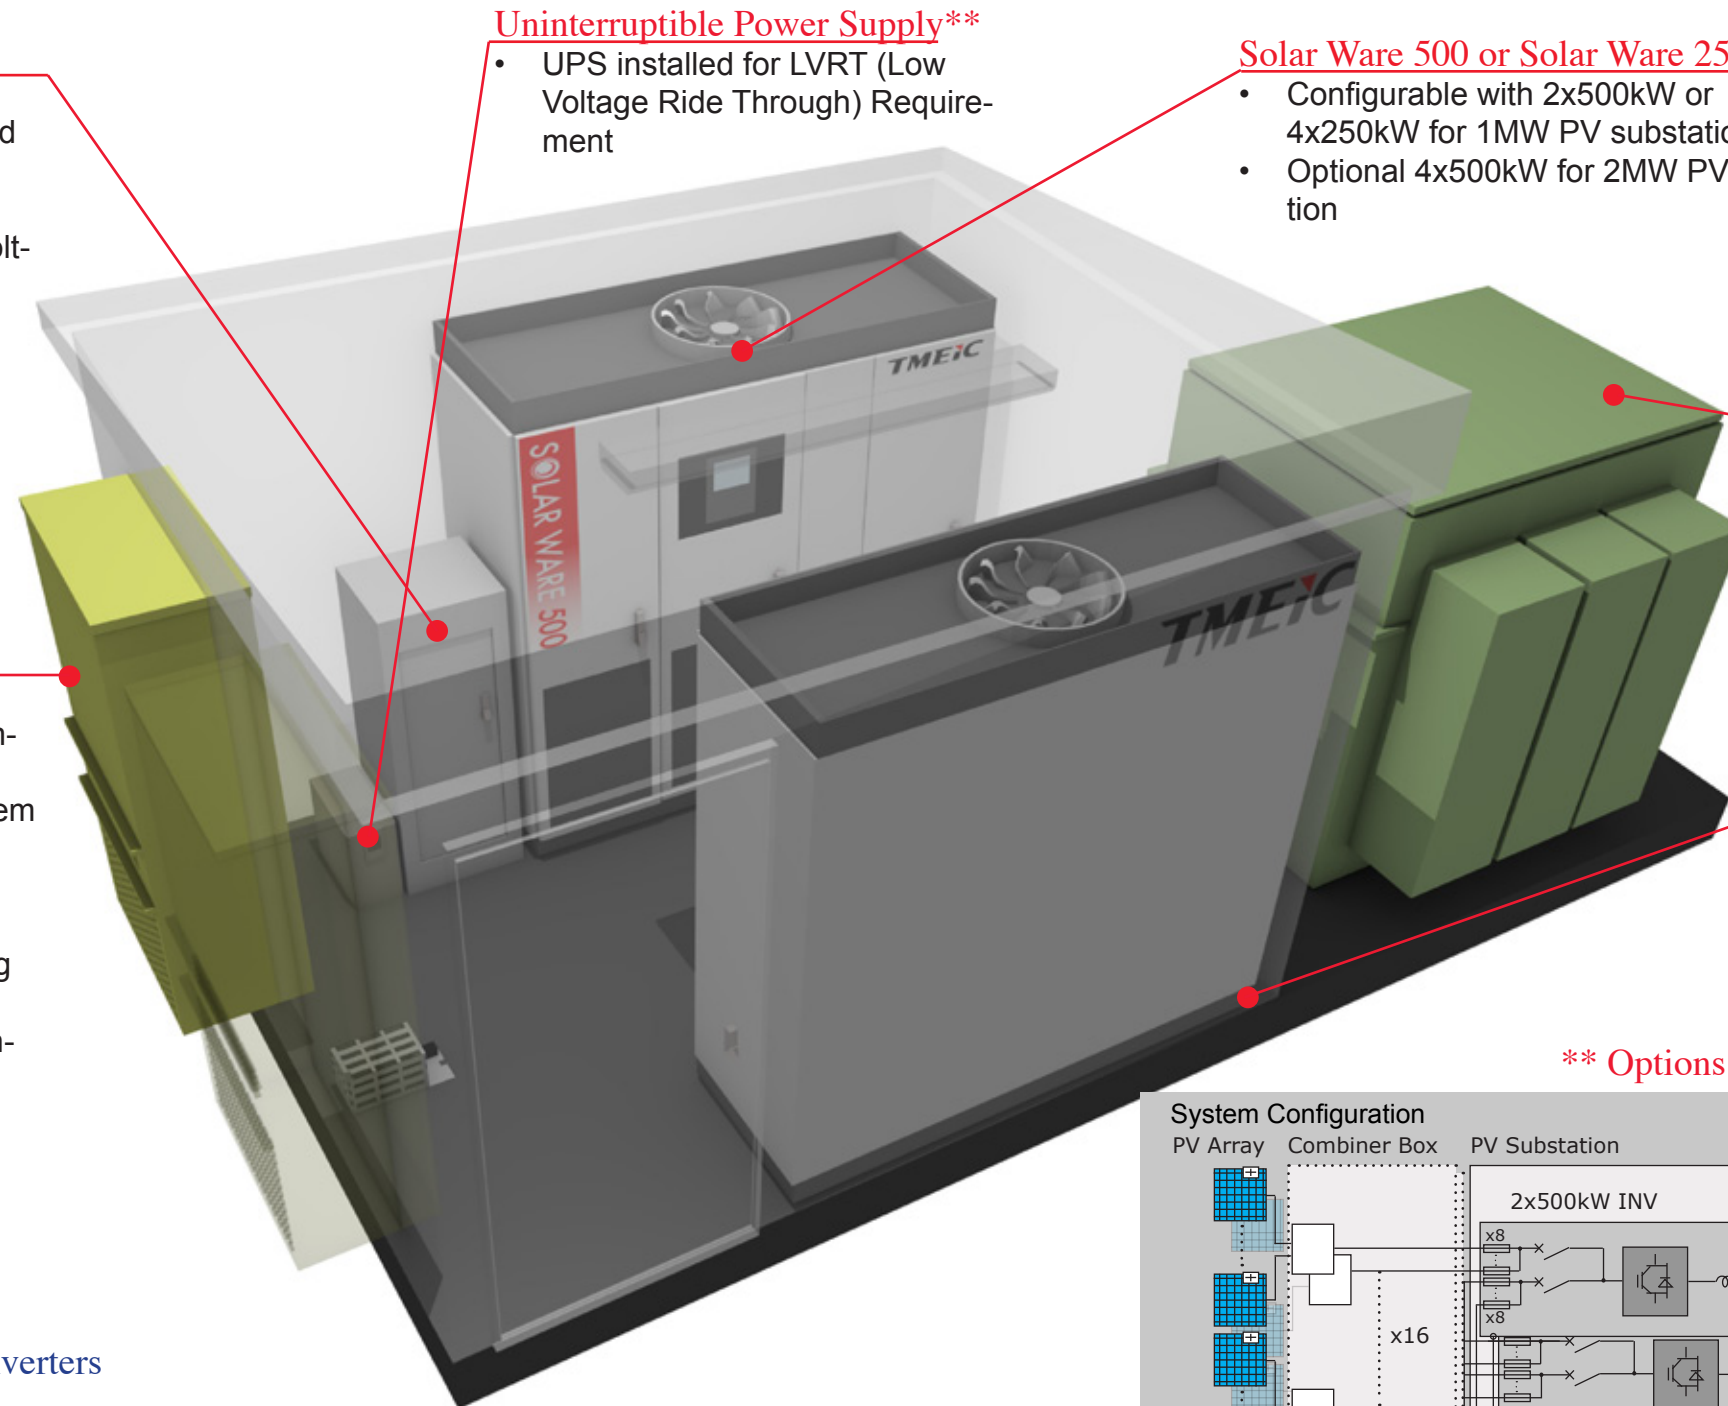 Uninterruptible Power Supply**
• UPS installed for LVRT (Low
Voltage Ride Through) Require-
ment
Solar Ware 500 or Solar Ware 25
• Configurable with 2x500kW or
4x250kW for 1MW PV substatio
• Optional 4x500kW for 2MW PV
tion
d
olt-
n-
em
g
n-
verters
TMEiC
SOLAR WARE 500
TMEiC
** Options
System Configuration
PV Array Combiner Box PV Substation
2x500kW INV
x8
x8
x16